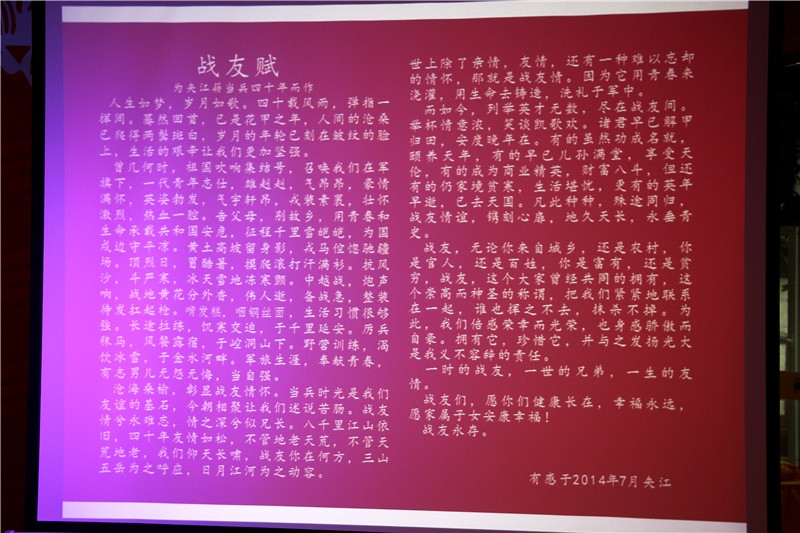 战友赋
为夹江籍当兵四十年而作
人生如梦，岁月如歌。四十载风雨，弹指一
挥间。蓦然回首，已是花甲之年，人间的沧桑
已爬得两鬓斑白，岁月的年轮已刻在皱纹的脸
上，生活的艰辛让我们更加坚强。
曾几何时，祖国吹响集结号，召唤我们在军
旗下，一代青年志仕，雄赳赳，气昂昂，豪情
满怀，英姿勃发，气宇轩昂，戎装素裹，壮怀
激烈，热血一腔。告父母，别故乡，用青春和
生命承载共和国安危，征程千里雪皑皑，为国
戍边守平凉。黄土高坡留身影，戎马倥偬驰疆
场。顶烈日，冒酷暑，摸爬滚打汗满衫。抗风
沙，斗严寒，冰天雪地冻寒颤。中越战，炮声
响，战地黄花分外香，伟人逝，备战急，整装
待发扛起枪。啃发糕，咽钢丝面，生活习惯很够
强。长途拉练，饥寒交迫，于千里延安。厉兵
秣马，风餐露宿，于崆洞山下。野营训练，渴
饮冰雪，于金水河畔。军旅生涯，奉献青春，
有志男儿无怨无悔，当自强。
沧海桑榆，彰显战友情怀。当兵时光是我们
友谊的基石，今朝相聚让我们述说苦肠。战友
情兮永难忘，情之深兮似兄长。八千里江山依
旧，四十年友情如松，不管地老天荒，不管天
荒地老，我们仰天长啸，战友你在何方，三山
五岳为之呼应，日月江河为之动容。
世上除了亲情，友情，还有一种难以忘却
的情怀，那就是战友情。因为它用青春来
浇灌，用生命去铸造，洗礼于军中。
而如今，列举英才无数，尽在战友间。
举杯情意浓，笑谈凯歌欢。诸君早已解甲
归田，安度晚年在。有的虽然功成名就，
颐养天年，有的早已儿孙满堂，享受天
伦，有的成为商业精英，财富八斗，但还
有的仍家境贫寒，生活堪忧，更有的英年
早逝，已去天国。凡此种种，殊途同归，
战友情谊，镌刻心扉，地久天长，永垂青
史。
战友，无论你来自城乡，还是农村，你
是官人，还是百姓，你是富有，还是贫
穷，战友，这个大家曾经共同的拥有，这
个崇高而神圣的称谓，把我们紧紧地联系
在一起，谁也挥之不去，抹杀不掉。为
此，我们倍感荣幸而光荣，也身感骄傲而
自豪。拥有它，珍惜它，并与之发扬光大
是我义不容辞的责任。
一时的战友，一世的兄弟，一生的友
情。
战友们，愿你们健康长在，幸福永远，
愿家属子女安康幸福！
战友永存。
有感于2014年7月夹江